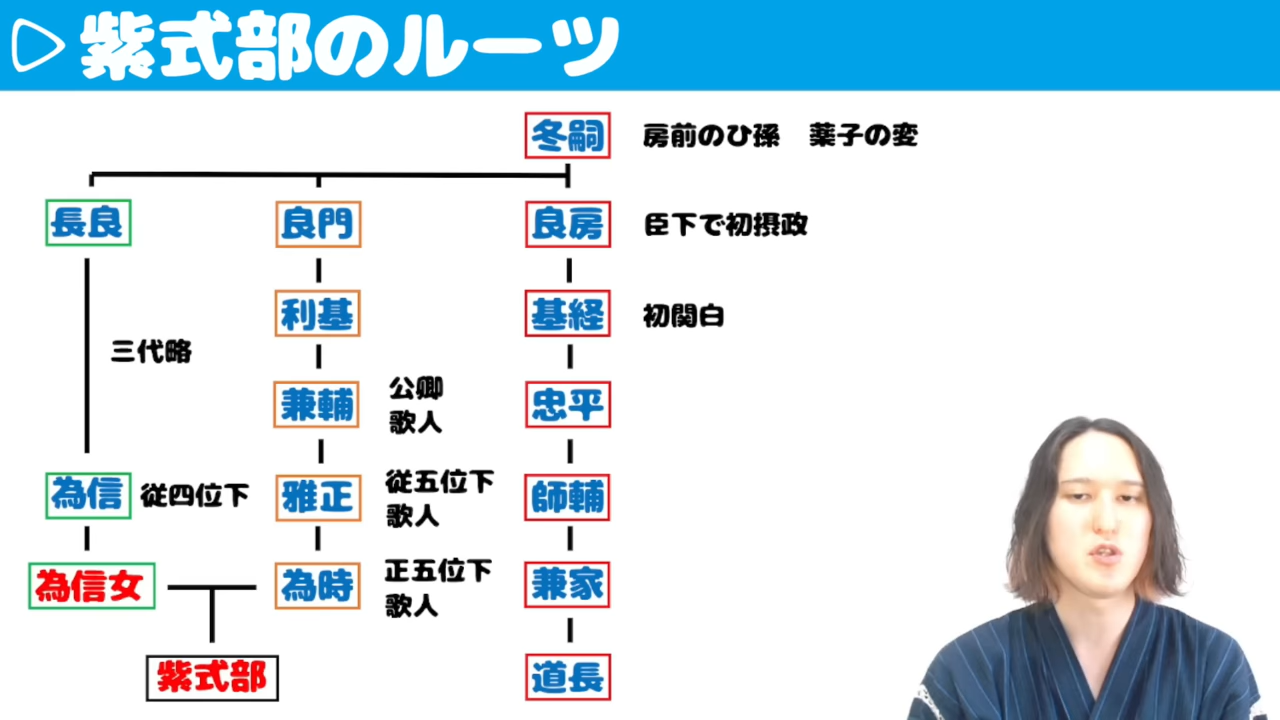 紫式部のルーツ
冬嗣 房前のひ孫　薬子の変
長良 良門 良房 臣下で初摂政
利基 基経 初関白
三代略
兼輔 公卿 忠平
歌人
為信 従四位下 雅正 従五位下 師輔
歌人
為信女 為時 正五位下 兼家
歌人
紫式部 道長